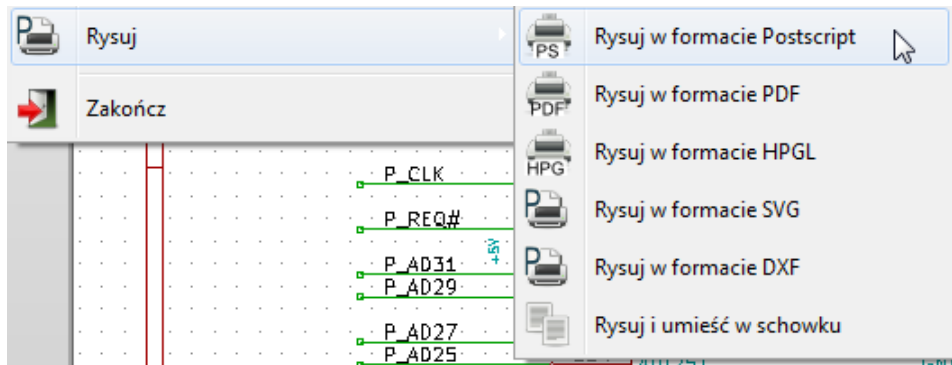 Rysuj
Zakończ
PS
Rysuj w formacie Postscript
PDF
Rysuj w formacie PDF
HPG
Rysuj w formacie HPGL
P
Rysuj w formacie SVG
P
Rysuj w formacie DXF
Rysuj i umieść w schowku
P_CLK
P_REQ#
+5V
P_AD31
P_AD29
P_AD27
P_AD25